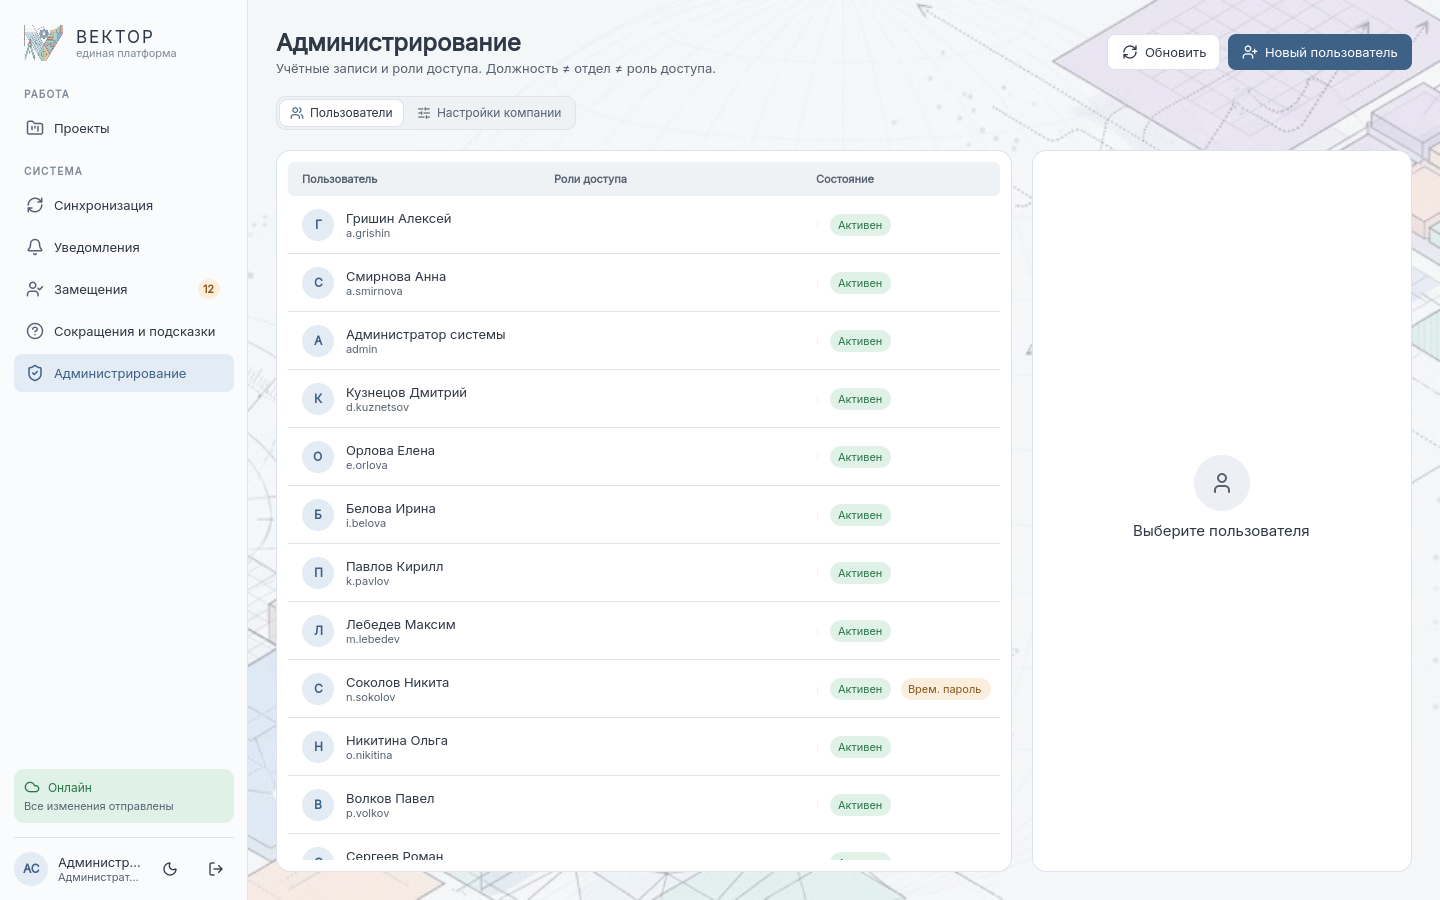 ВЕКТОР
единая платформа
РАБОТА
Проекты
СИСТЕМА
Синхронизация
Уведомления
Замещения 12
Сокращения и подсказки
Администрирование
Онлайн
Все изменения отправлены
АС
Администр...
Администрат...
Администрирование
Учётные записи и роли доступа. Должность ≠ отдел ≠ роль доступа.
Обновить
Новый пользователь
Пользователи
Настройки компании
Пользователь Роли доступа Состояние
Г Гришин Алексей Активен
a.grishin
С Смирнова Анна Активен
a.smirnova
А Администратор системы Активен
admin
К Кузнецов Дмитрий Активен
d.kuznetsov
О Орлова Елена Активен
e.orlova
Б Белова Ирина Активен
i.belova
П Павлов Кирилл Активен
k.pavlov
Л Лебедев Максим Активен
m.lebedev
С Соколов Никита Активен Врем. пароль
n.sokolov
Н Никитина Ольга Активен
o.nikitina
В Волков Павел Активен
p.volkov
Сергеев Роман
Выберите пользователя